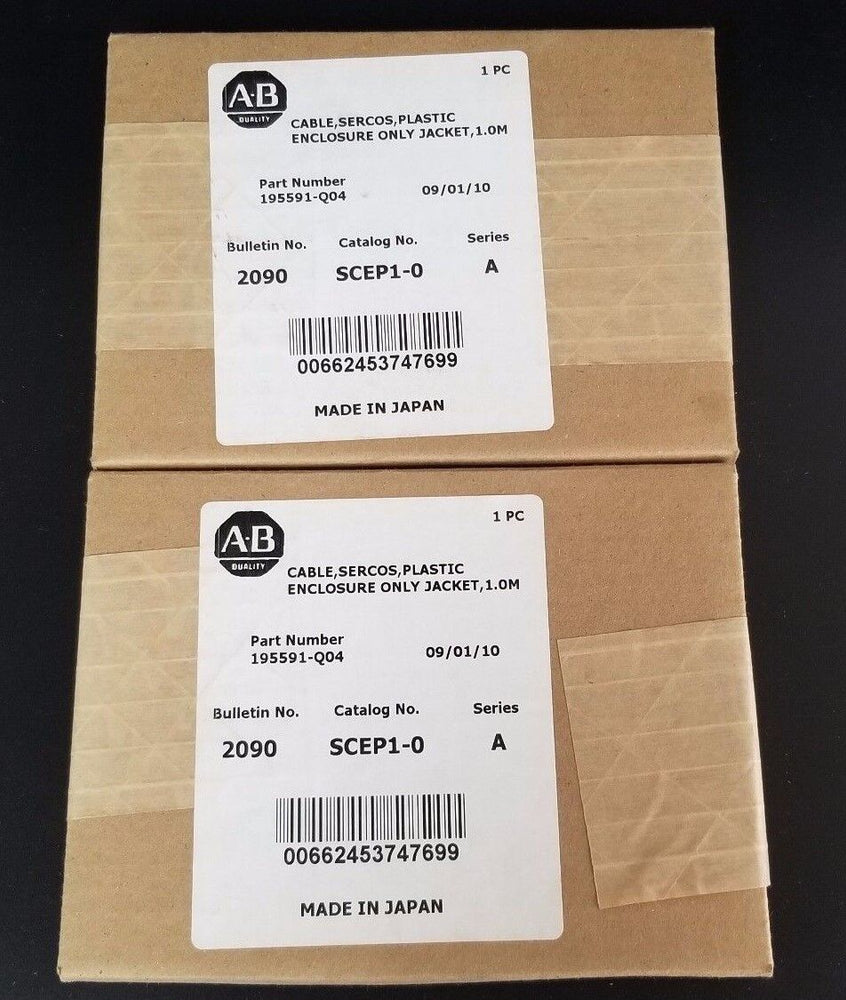 1 PC
A·B
QUALITY
CABLE,SERCOS,PLASTIC
ENCLOSURE ONLY JACKET,1.0M
Part Number
195591-Q04 09/01/10
Bulletin No. Catalog No. Series
2090 SCEP1-0 A
00662453747699
MADE IN JAPAN
1 PC
A·B
QUALITY
CABLE,SERCOS,PLASTIC
ENCLOSURE ONLY JACKET,1.0M
Part Number
195591-Q04 09/01/10
Bulletin No. Catalog No. Series
2090 SCEP1-0 A
00662453747699
MADE IN JAPAN